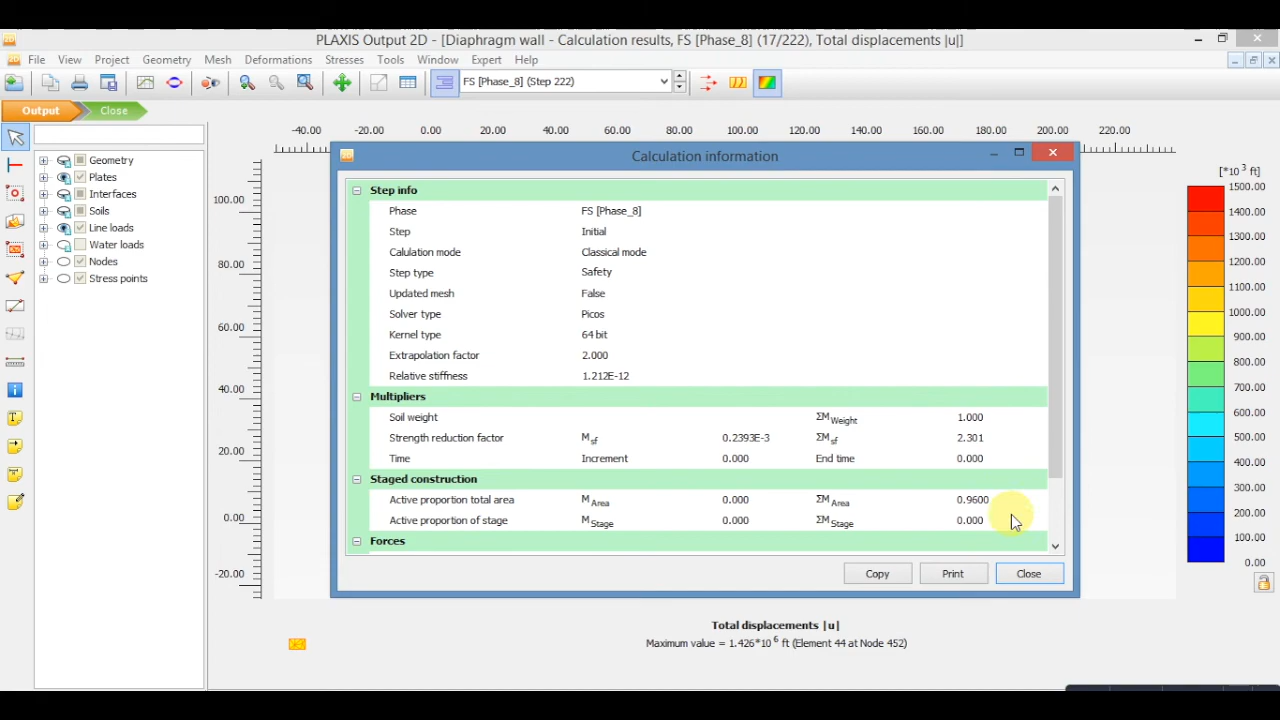 PLAXIS Output 2D - [Diaphragm wall - Calculation results, FS [Phase_8] (17/222), Total displacements |u|]
File View Project Geometry Mesh Deformations Stresses Tools Window Expert Help
FS [Phase_8] (Step 222)
Output Close
-40.00 -20.00 0.00 20.00 40.00 60.00 80.00 100.00 120.00 140.00 160.00 180.00 200.00 220.00
Geometry
Plates
Interfaces
Soils
Line loads
Water loads
Nodes
Stress points
100.00
80.00
60.00
40.00
20.00
0.00
-20.00
Calculation information
Step info
Phase FS [Phase_8]
Step Initial
Calulation mode Classical mode
Step type Safety
Updated mesh False
Solver type Picos
Kernel type 64 bit
Extrapolation factor 2.000
Relative stiffness 1.212E-12
Multipliers
Soil weight ΣM Weight 1.000
Strength reduction factor M sf 0.2393E-3 ΣM sf 2.301
Time Increment 0.000 End time 0.000
Staged construction
Active proportion total area M Area 0.000 ΣM Area 0.9600
Active proportion of stage M Stage 0.000 ΣM Stage 0.000
Forces
Copy Print Close
[*10 3 ft]
1500.00
1400.00
1300.00
1200.00
1100.00
1000.00
900.00
800.00
700.00
600.00
500.00
400.00
300.00
200.00
100.00
0.00
Total displacements |u|
Maximum value = 1.426*10 6 ft (Element 44 at Node 452)